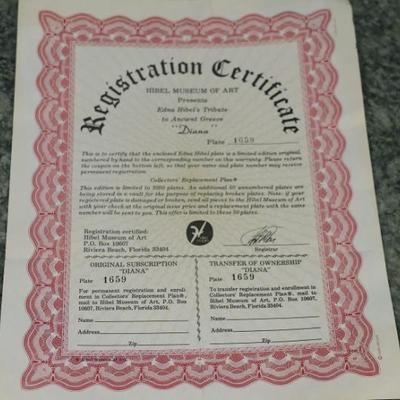 Registration Certificate
HIBEL MUSEUM OF ART
Presents
Edna Hibel's Tribute
to Ancient Greece
"Diana"
Plate 1659
This is to certify that the enclosed Edna Hibel plate is a limited edition original,
numbered by hand to the corresponding number on this warranty. Please return
the coupon on the bottom left, so that your name and plate number may receive
permanent registration.
Collectors' Replacement Plan®
This edition is limited to 3000 plates. An additional 50 unnumbered plates are
being stored in a vault for the purpose of replacing broken plates. Note: if your
registered plate is damaged or broken, send all pieces to the Hibel Museum of Art
with your check at the original issue price and a replacement plate with the same
number will be sent to you. This offer is limited to these 50 plates.
Registration certified:
Hibel Museum of Art
P.O. Box 10607
Riviera Beach, Florida 33404
Registrar
ORIGINAL SUBSCRIPTION
"DIANA"
Plate 1659
For permanent registration and enroll-
ment in Collectors' Replacement Plan®,
mail to Hibel Museum of Art, P.O. Box
10607, Riviera Beach, Florida 33404.
Name
Address
Zip
TRANSFER OF OWNERSHIP
"DIANA"
Plate 1659
To transfer registration and enrollment
in Collectors' Replacement Plan®, mail to
Hibel Museum of Art, P.O. Box 10607,
Riviera Beach, Florida 33404.
Name
Address
Zip